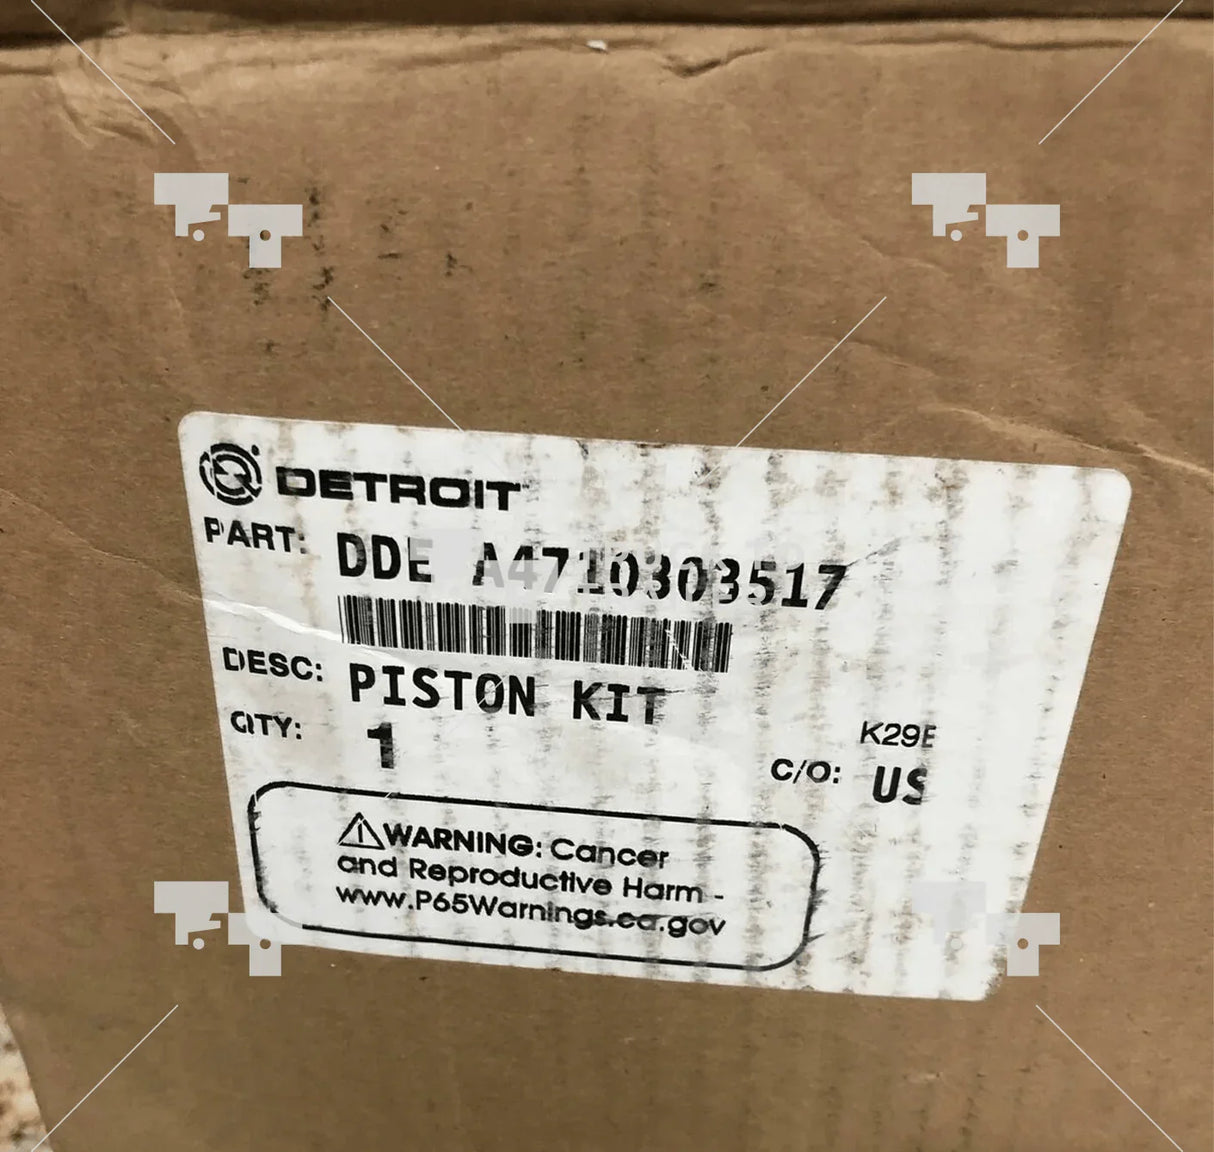 DETROIT
PART: DDE A4710303517
DESC: PISTON KIT
QTY: 1
K29E
C/O: US
WARNING: Cancer
and Reproductive Harm -
www.P65Warnings.ca.gov